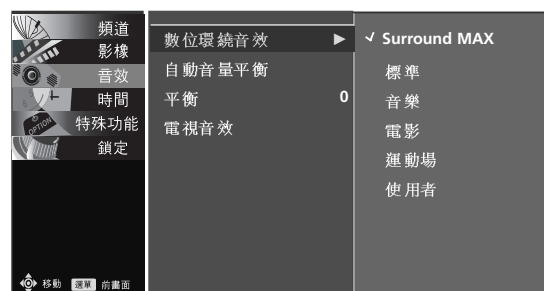 頻道
影像
音效
時間
OPTION
特殊功能
鎖定
移動 選單 前畫面
數位環繞音效 ▶
自動音量平衡
平衡 0
電視音效
✓ Surround MAX
標準
音樂
電影
運動場
使用者